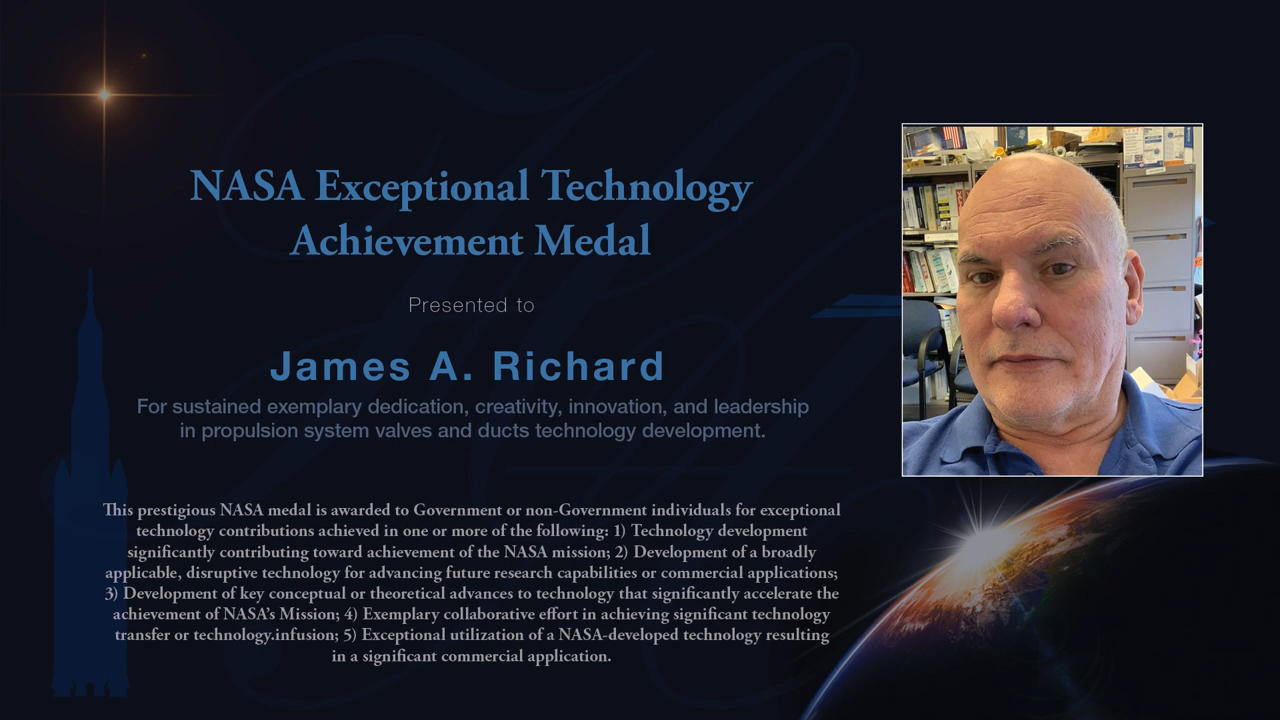 NASA Exceptional Technology
Achievement Medal
Presented to
James A. Richard
For sustained exemplary dedication, creativity, innovation, and leadership
in propulsion system valves and ducts technology development.
This prestigious NASA medal is awarded to Government or non-Government individuals for exceptional
technology contributions achieved in one or more of the following: 1) Technology development
significantly contributing toward achievement of the NASA mission; 2) Development of a broadly
applicable, disruptive technology for advancing future research capabilities or commercial applications;
3) Development of key conceptual or theoretical advances to technology that significantly accelerate the
achievement of NASA’s Mission; 4) Exemplary collaborative effort in achieving significant technology
transfer or technology.infusion; 5) Exceptional utilization of a NASA-developed technology resulting
in a significant commercial application.